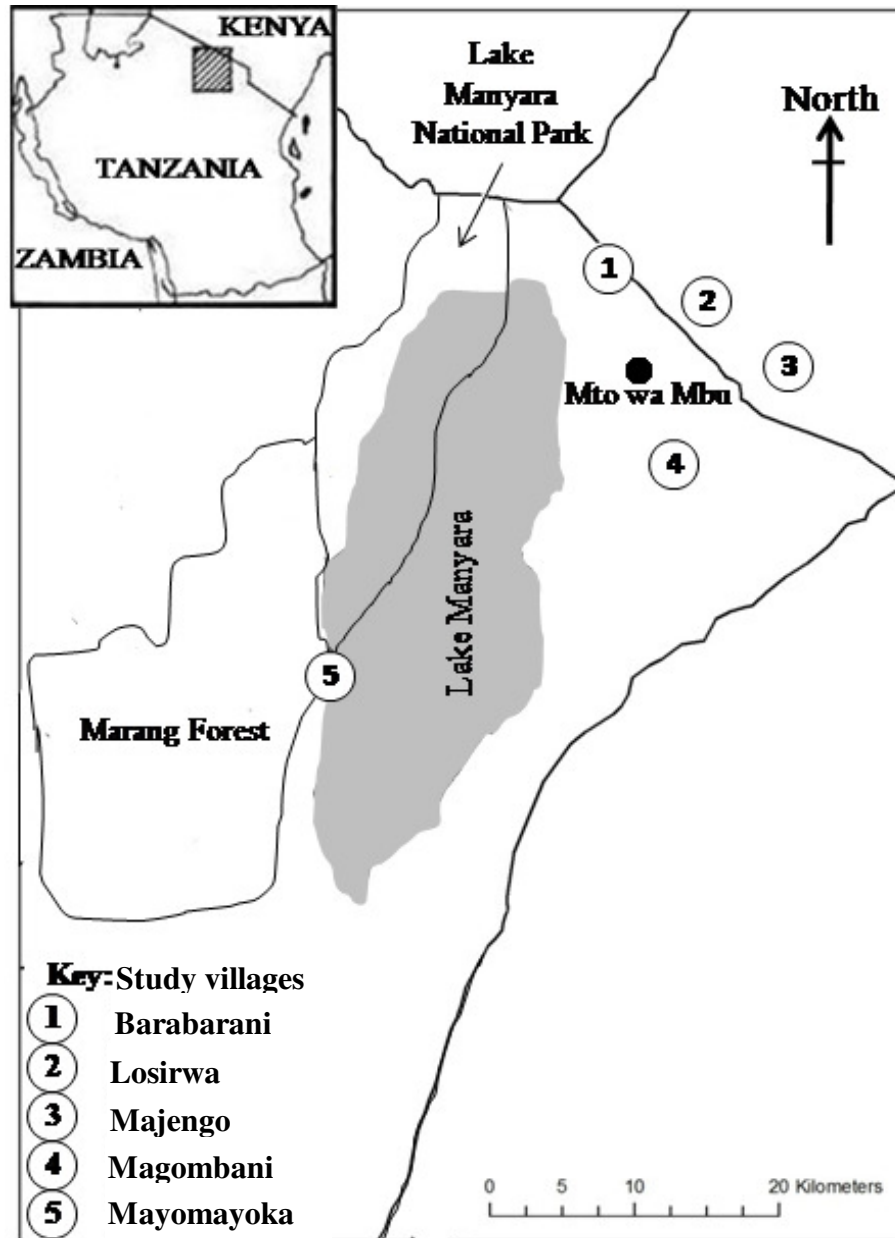 KENYA
TANZANIA
ZAMBIA
Lake
Manyara
National Park
North
1
2
3
Mto wa Mbu
4
Lake Manyara
5
Marang Forest
Key: Study villages
1 Barabarani
2 Losirwa
3 Majengo
4 Magombani
5 Mayomayoka
0 5 10 20 Kilometers